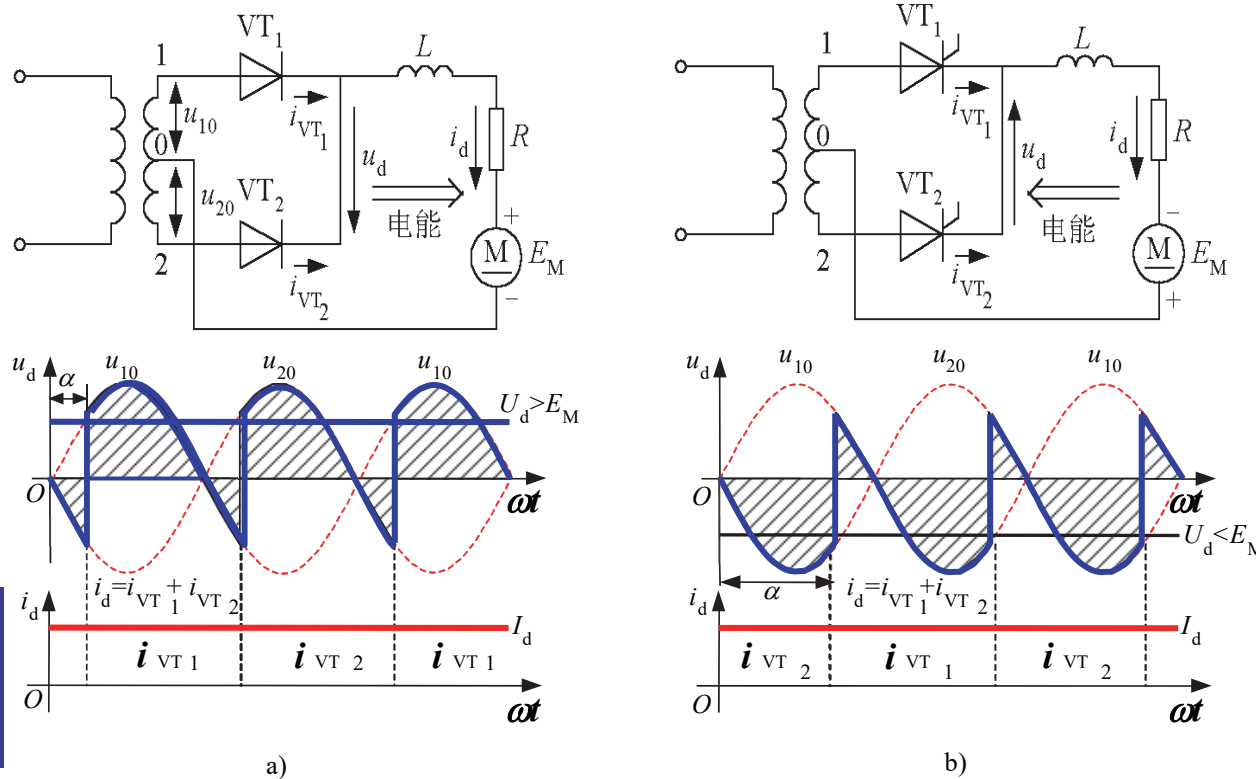 1
VT1
L
u10
iVT1
0
ud
id
R
u20
VT2
电能
+
M
EM
2
iVT2
−
ud
α
u10
u20
u10
Ud>EM
O
ωt
id=iVT1+iVT2
id
Id
iVT1
iVT2
iVT1
O
ωt
a)
1
VT1
L
iVT1
0
ud
id
R
VT2
电能
−
M
EM
2
iVT2
+
ud
u10
u20
u10
O
ωt
Ud<EM
α
id=iVT1+iVT2
id
Id
iVT2
iVT1
iVT2
O
ωt
b)